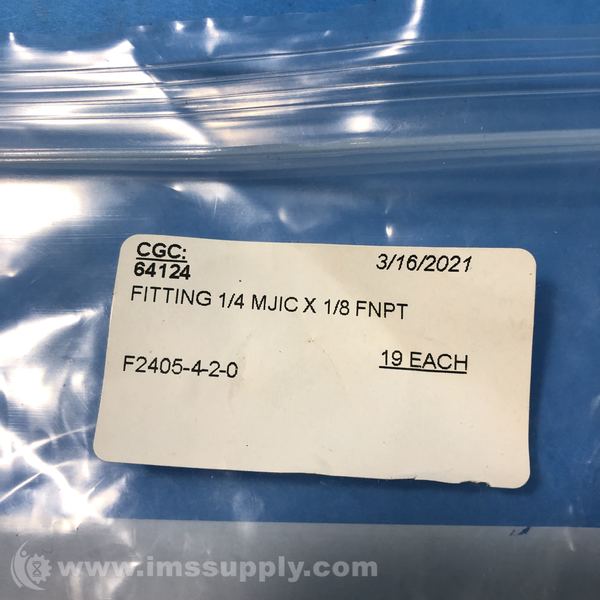 CGC: 3/16/2021
64124
FITTING 1/4 MJIC X 1/8 FNPT
F2405-4-2-0 19 EACH
www.imssupply.com